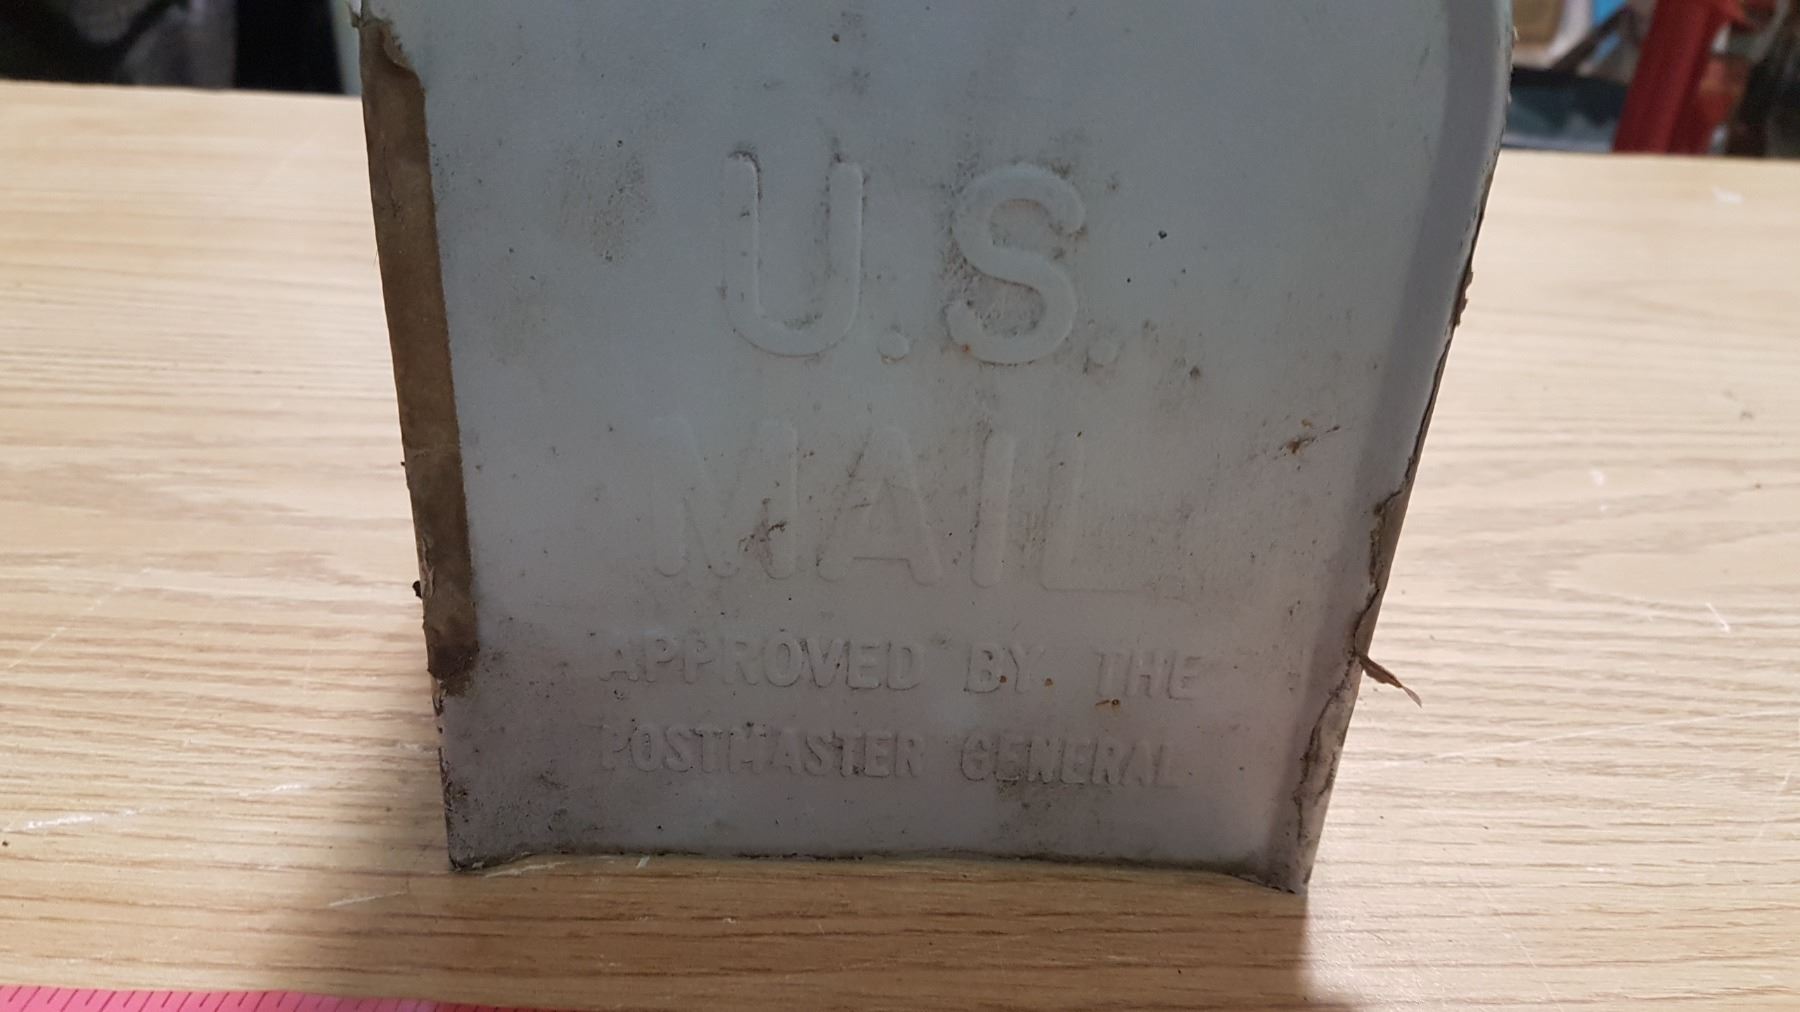 U.S.
MAIL
APPROVED BY THE
POSTMASTER GENERAL